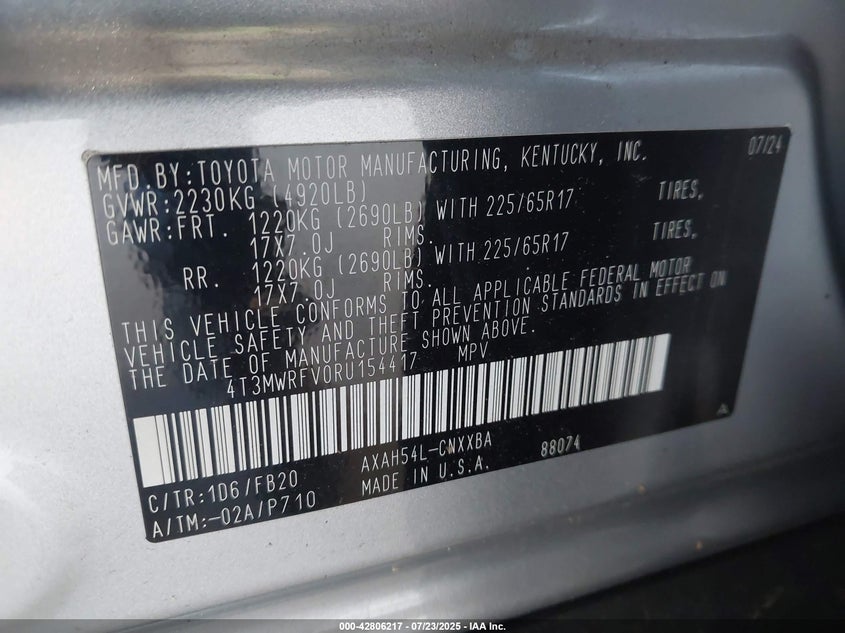 MFD.BY:TOYOTA MOTOR MANUFACTURING, KENTUCKY, INC. 07/24
GVWR:2230KG (4920LB)
GAWR:FRT. 1220KG (2690LB) WITH 225/65R17 TIRES,
17X7.0J RIMS.
RR. 1220KG (2690LB) WITH 225/65R17 TIRES,
17X7.0J RIMS.
THIS VEHICLE CONFORMS TO ALL APPLICABLE FEDERAL MOTOR
VEHICLE SAFETY AND THEFT PREVENTION STANDARDS IN EFFECT ON
THE DATE OF MANUFACTURE SHOWN ABOVE.
4T3MWRFV0RU154417 MPV
C/TR:1D6/FB20 AXAH54L-CNXXBA 88074
A/TM:-02A/P710 MADE IN U.S.A.
000-42806217 - 07/23/2025 - IAA Inc.